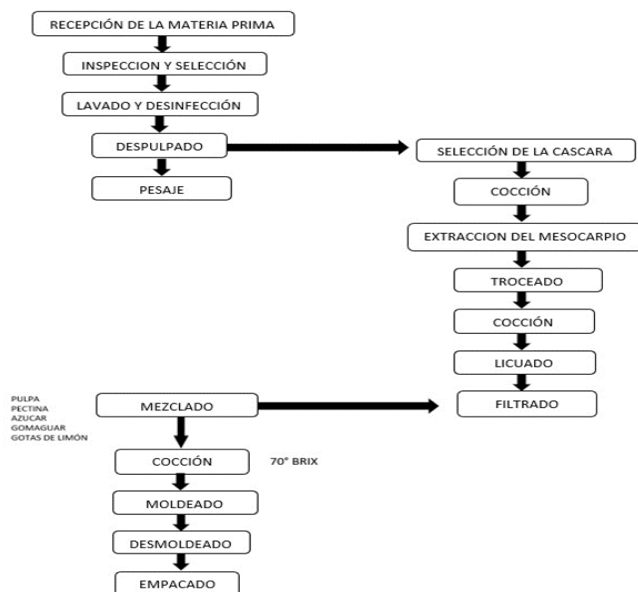 RECEPCIÓN DE LA MATERIA PRIMA
INSPECCION Y SELECCIÓN
LAVADO Y DESINFECCIÓN
DESPULPADO
PESAJE
SELECCIÓN DE LA CASCARA
COCCIÓN
EXTRACCION DEL MESOCARPIO
TROCEADO
COCCIÓN
LICUADO
FILTRADO
PULPA
PECTINA
AZUCAR
GOMAGUAR
GOTAS DE LIMÓN
MEZCLADO
COCCIÓN
70° BRIX
MOLDEADO
DESMOLDEADO
EMPACADO